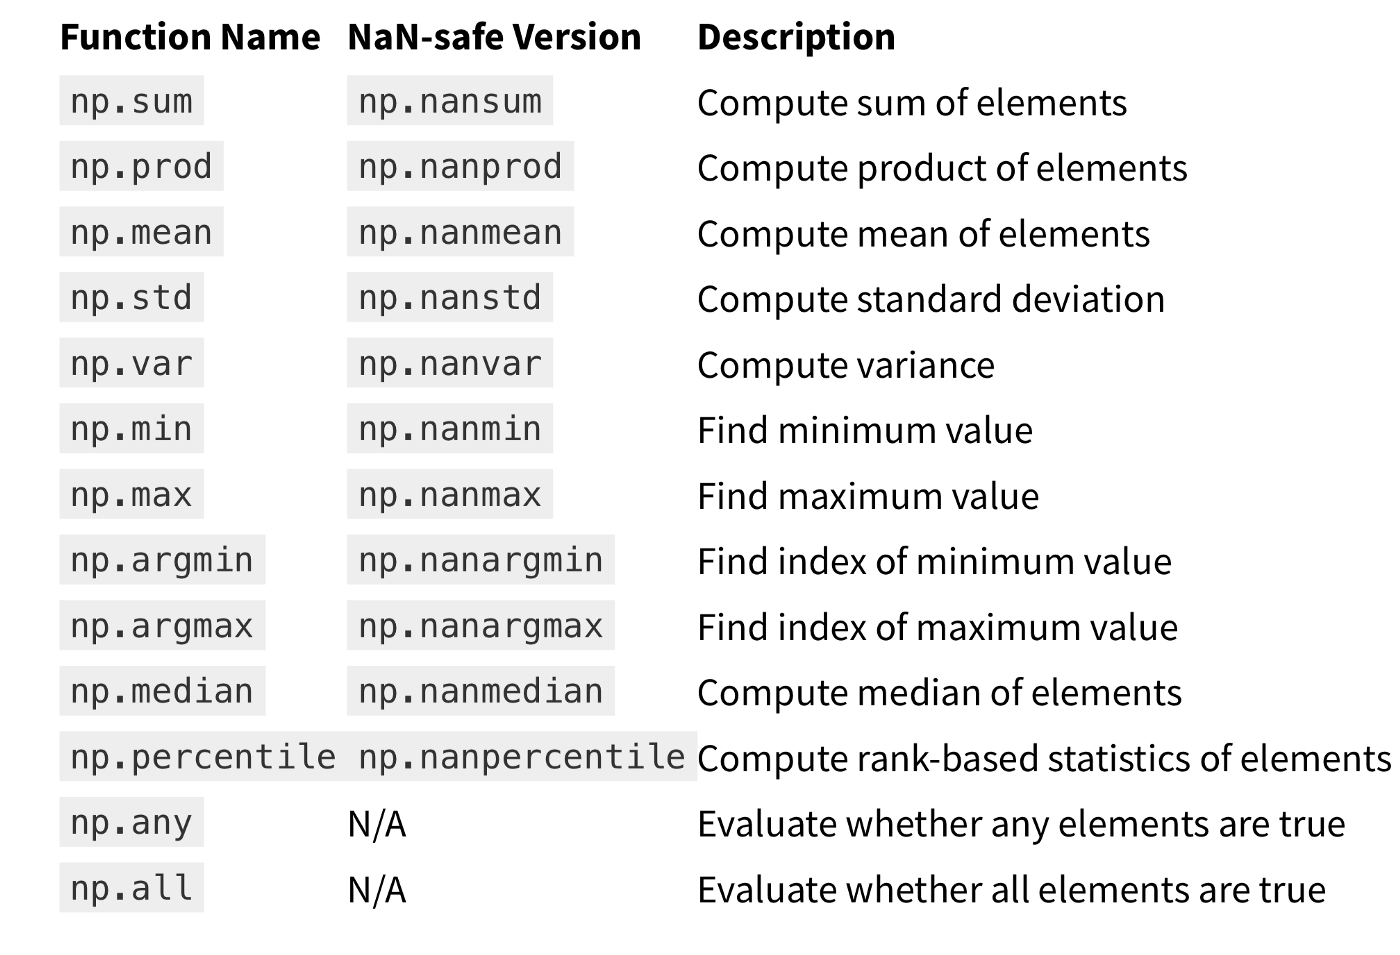 Function Name NaN-safe Version Description
np.sum np.nansum Compute sum of elements
np.prod np.nanprod Compute product of elements
np.mean np.nanmean Compute mean of elements
np.std np.nanstd Compute standard deviation
np.var np.nanvar Compute variance
np.min np.nanmin Find minimum value
np.max np.nanmax Find maximum value
np.argmin np.nanargmin Find index of minimum value
np.argmax np.nanargmax Find index of maximum value
np.median np.nanmedian Compute median of elements
np.percentile np.nanpercentile Compute rank-based statistics of elements
np.any N/A Evaluate whether any elements are true
np.all N/A Evaluate whether all elements are true